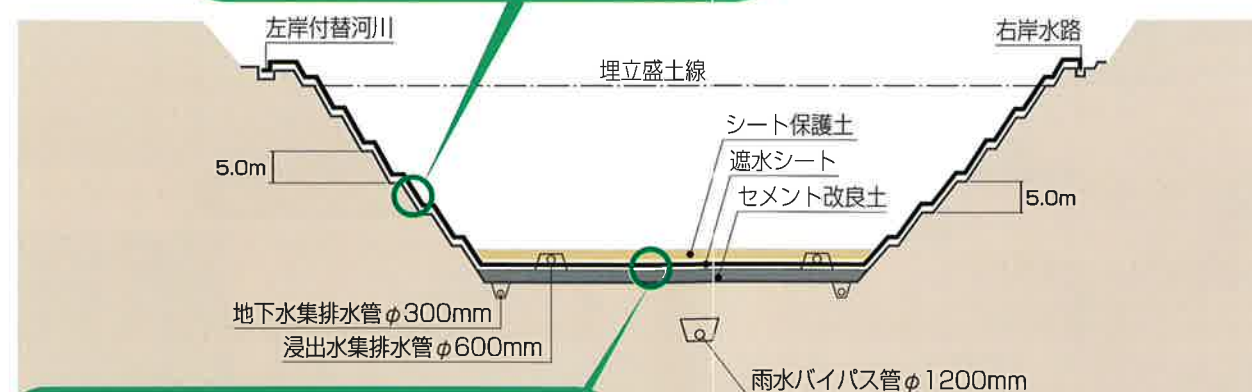 左岸付替河川
右岸水路
埋立盛土線
シート保護土
遮水シート
セメント改良土
5.0m
5.0m
地下水集排水管φ300mm
浸出水集排水管φ600mm
雨水バイパス管φ1200mm